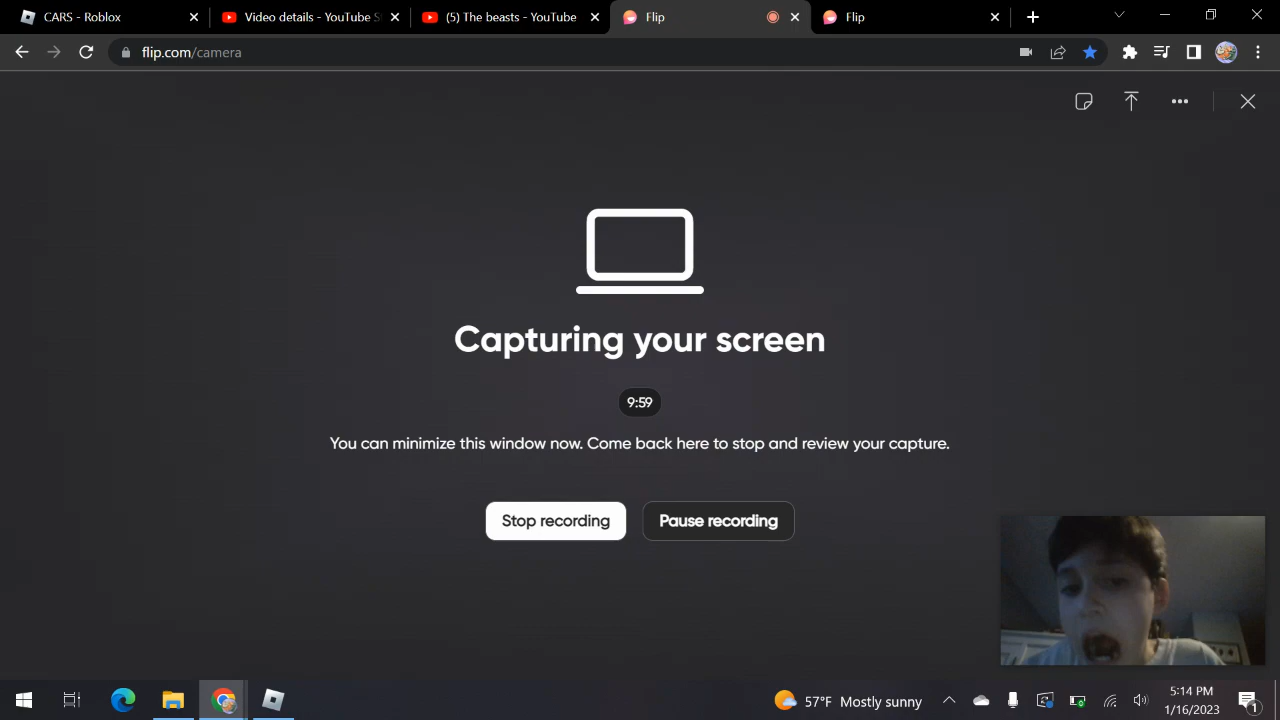 CARS - Roblox
Video details - YouTube S
(5) The beasts - YouTube
Flip
Flip
flip.com/camera
Capturing your screen
9:59
You can minimize this window now. Come back here to stop and review your capture.
Stop recording
Pause recording
57°F Mostly sunny
5:14 PM
1/16/2023
1